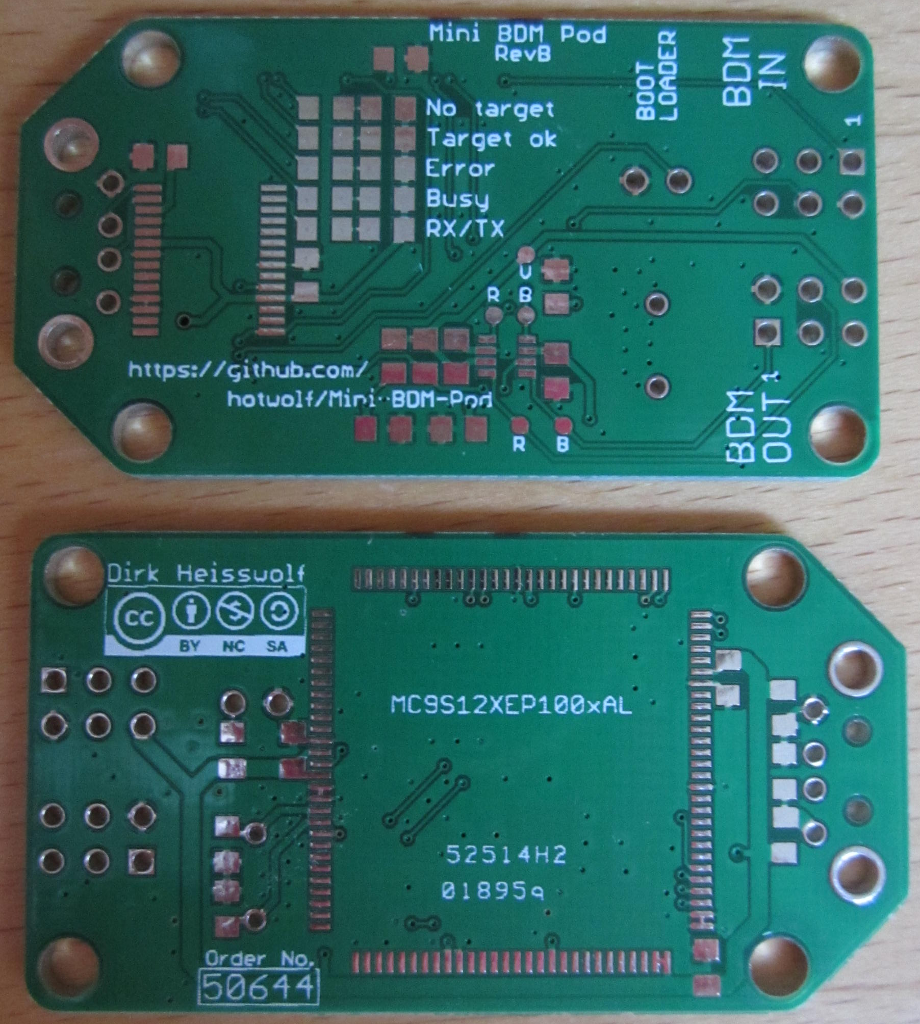 Mini BDM Pod
RevB
BOOT
LOADER
BDM
IN
1
No target
Target ok
Error
Busy
RX/TX
U
R B
https://github.com/
hotwolf/Mini-BDM-Pod
R B
BDM
OUT
1
Dirk Heisswolf
cc
BY NC SA
MC9S12XEP100xAL
52514H2
01895q
Order No.
50644